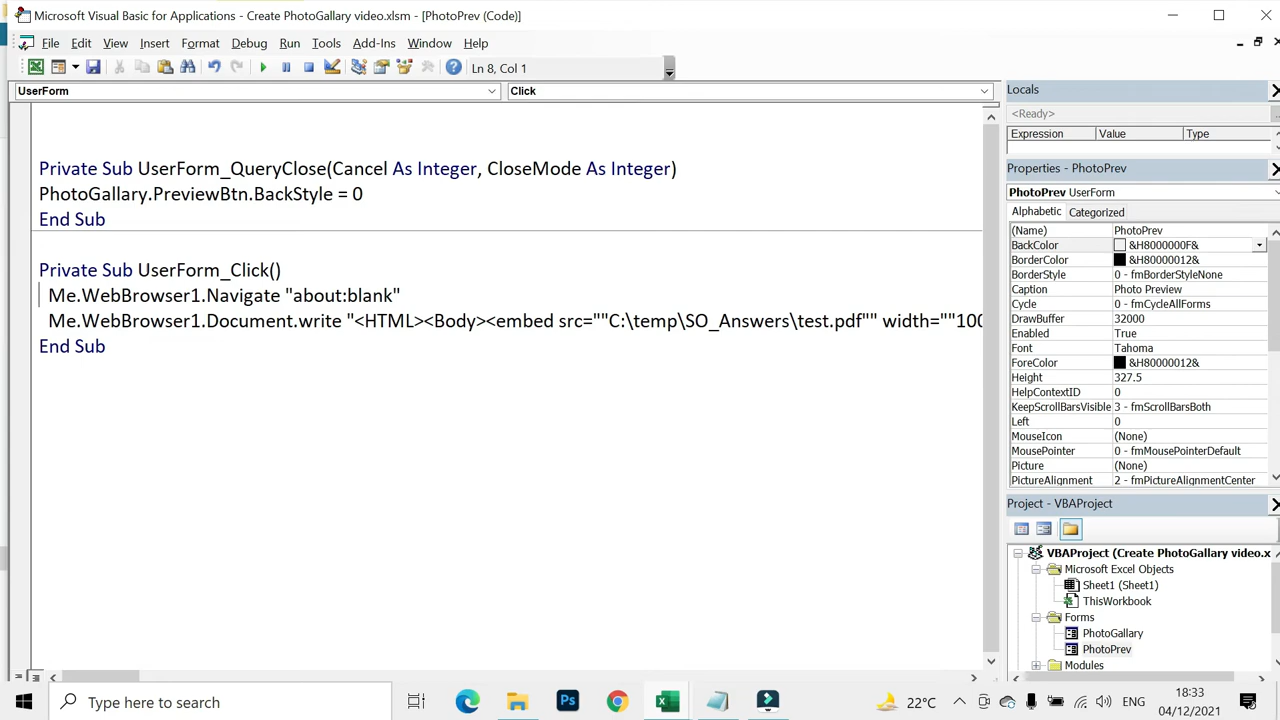 Microsoft Visual Basic for Applications - Create PhotoGallary video.xlsm - [PhotoPrev (Code)]
File Edit View Insert Format Debug Run Tools Add-Ins Window Help
Ln 8, Col 1
UserForm
Click
Private Sub UserForm_QueryClose(Cancel As Integer, CloseMode As Integer)
PhotoGallary.PreviewBtn.BackStyle = 0
End Sub
Private Sub UserForm_Click()
Me.WebBrowser1.Navigate "about:blank"
Me.WebBrowser1.Document.write "<HTML><Body><embed src=""C:\temp\SO_Answers\test.pdf"" width=""100
End Sub
Locals
<Ready>
Expression Value Type
Properties - PhotoPrev
PhotoPrev UserForm
Alphabetic Categorized
(Name) PhotoPrev
BackColor &H8000000F&
BorderColor &H80000012&
BorderStyle 0 - fmBorderStyleNone
Caption Photo Preview
Cycle 0 - fmCycleAllForms
DrawBuffer 32000
Enabled True
Font Tahoma
ForeColor &H80000012&
Height 327.5
HelpContextID 0
KeepScrollBarsVisible 3 - fmScrollBarsBoth
Left 0
MouseIcon (None)
MousePointer 0 - fmMousePointerDefault
Picture (None)
PictureAlignment 2 - fmPictureAlignmentCenter
Project - VBAProject
VBAProject (Create PhotoGallary video.x
Microsoft Excel Objects
Sheet1 (Sheet1)
ThisWorkbook
Forms
PhotoGallary
PhotoPrev
Modules
Type here to search
Ps
22°C
ENG
18:33
04/12/2021